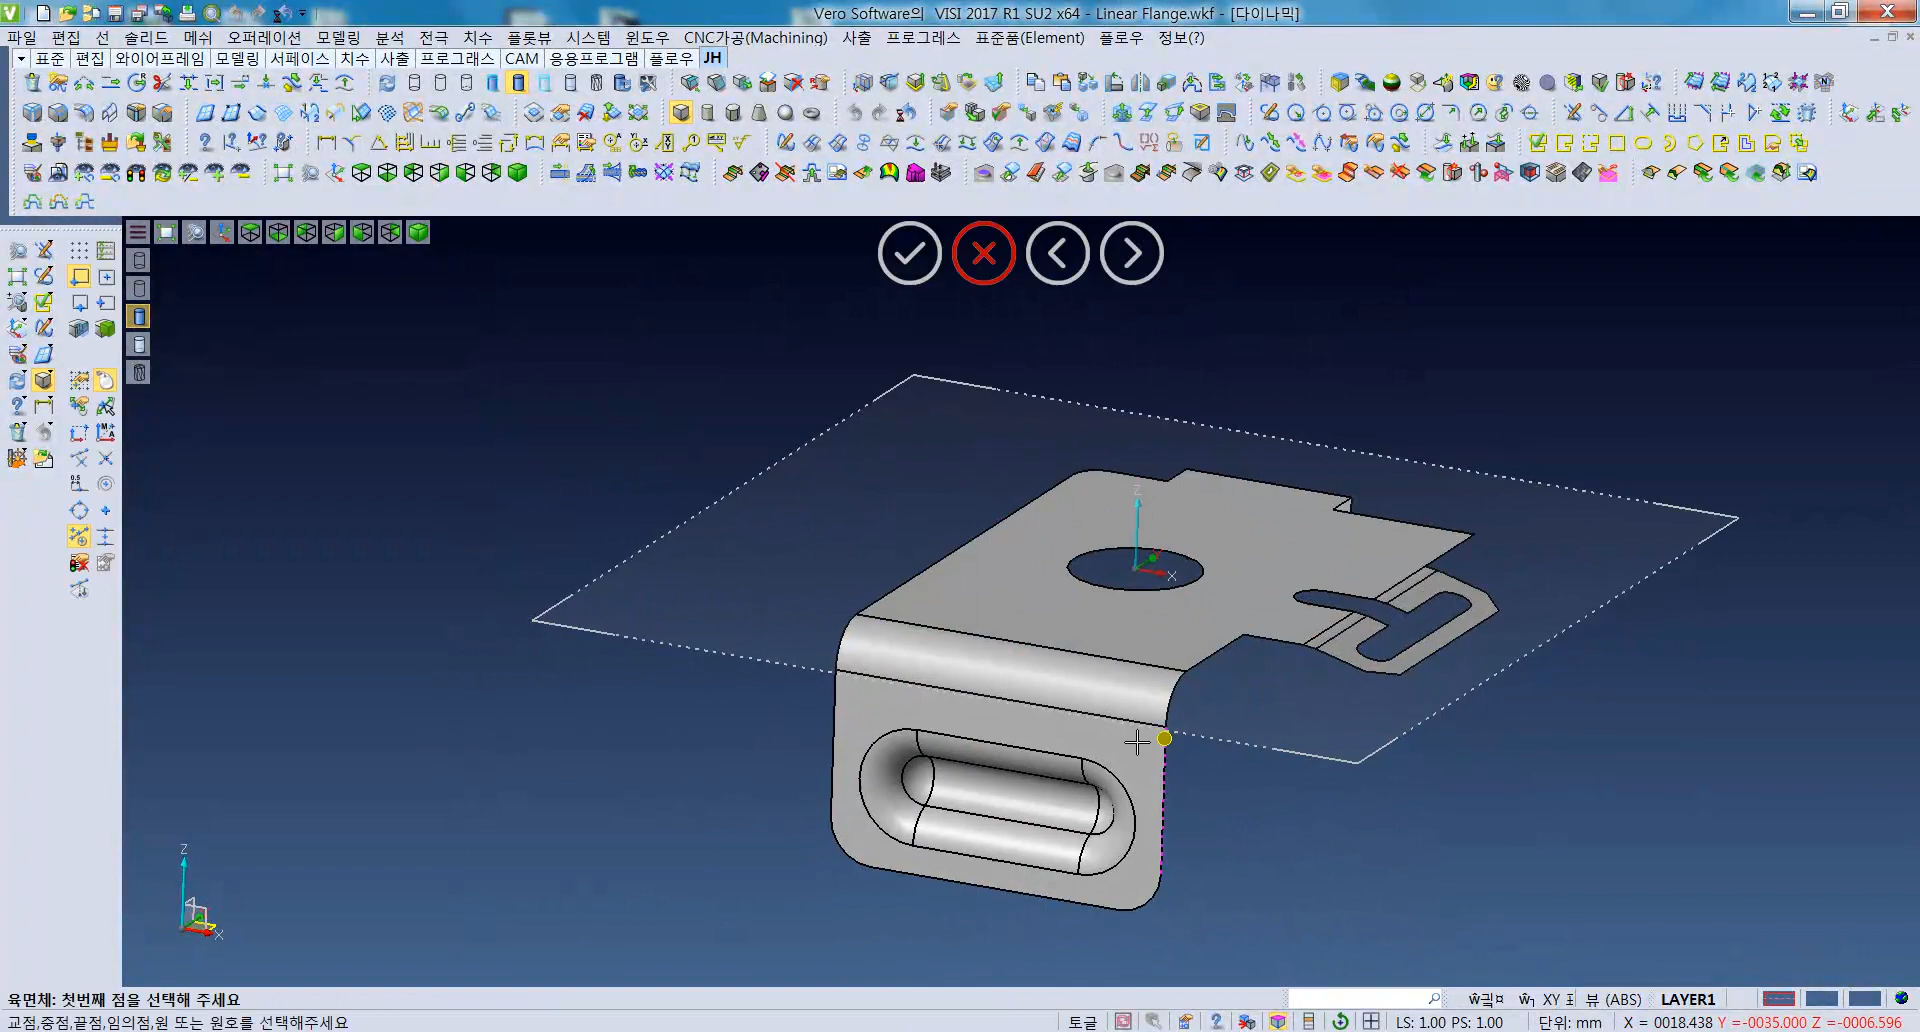 Vero Software의 VISI 2017 R1 SU2 x64 - Linear Flange.wkf - [다이나믹]
파일 편집 선 솔리드 메쉬 오퍼레이션 모델링 분석 전극 치수 플롯뷰 시스템 윈도우 CNC가공(Machining) 사출 프로그레스 표준품(Element) 플로우 정보(?)
표준 편집 와이어프레임 모델링 서페이스 치수 사출 프로그래스 CAM 응용프로그램 플로우 JH
Z
X
Z
X
육면체: 첫번째 점을 선택해 주세요
XY 뷰 (ABS) LAYER1
교점,중점,끝점,임의점,원 또는 원호를 선택해주세요
토글 LS: 1.00 PS: 1.00 단위: mm X = 0018.438 Y =-0035.000 Z =-0006.596